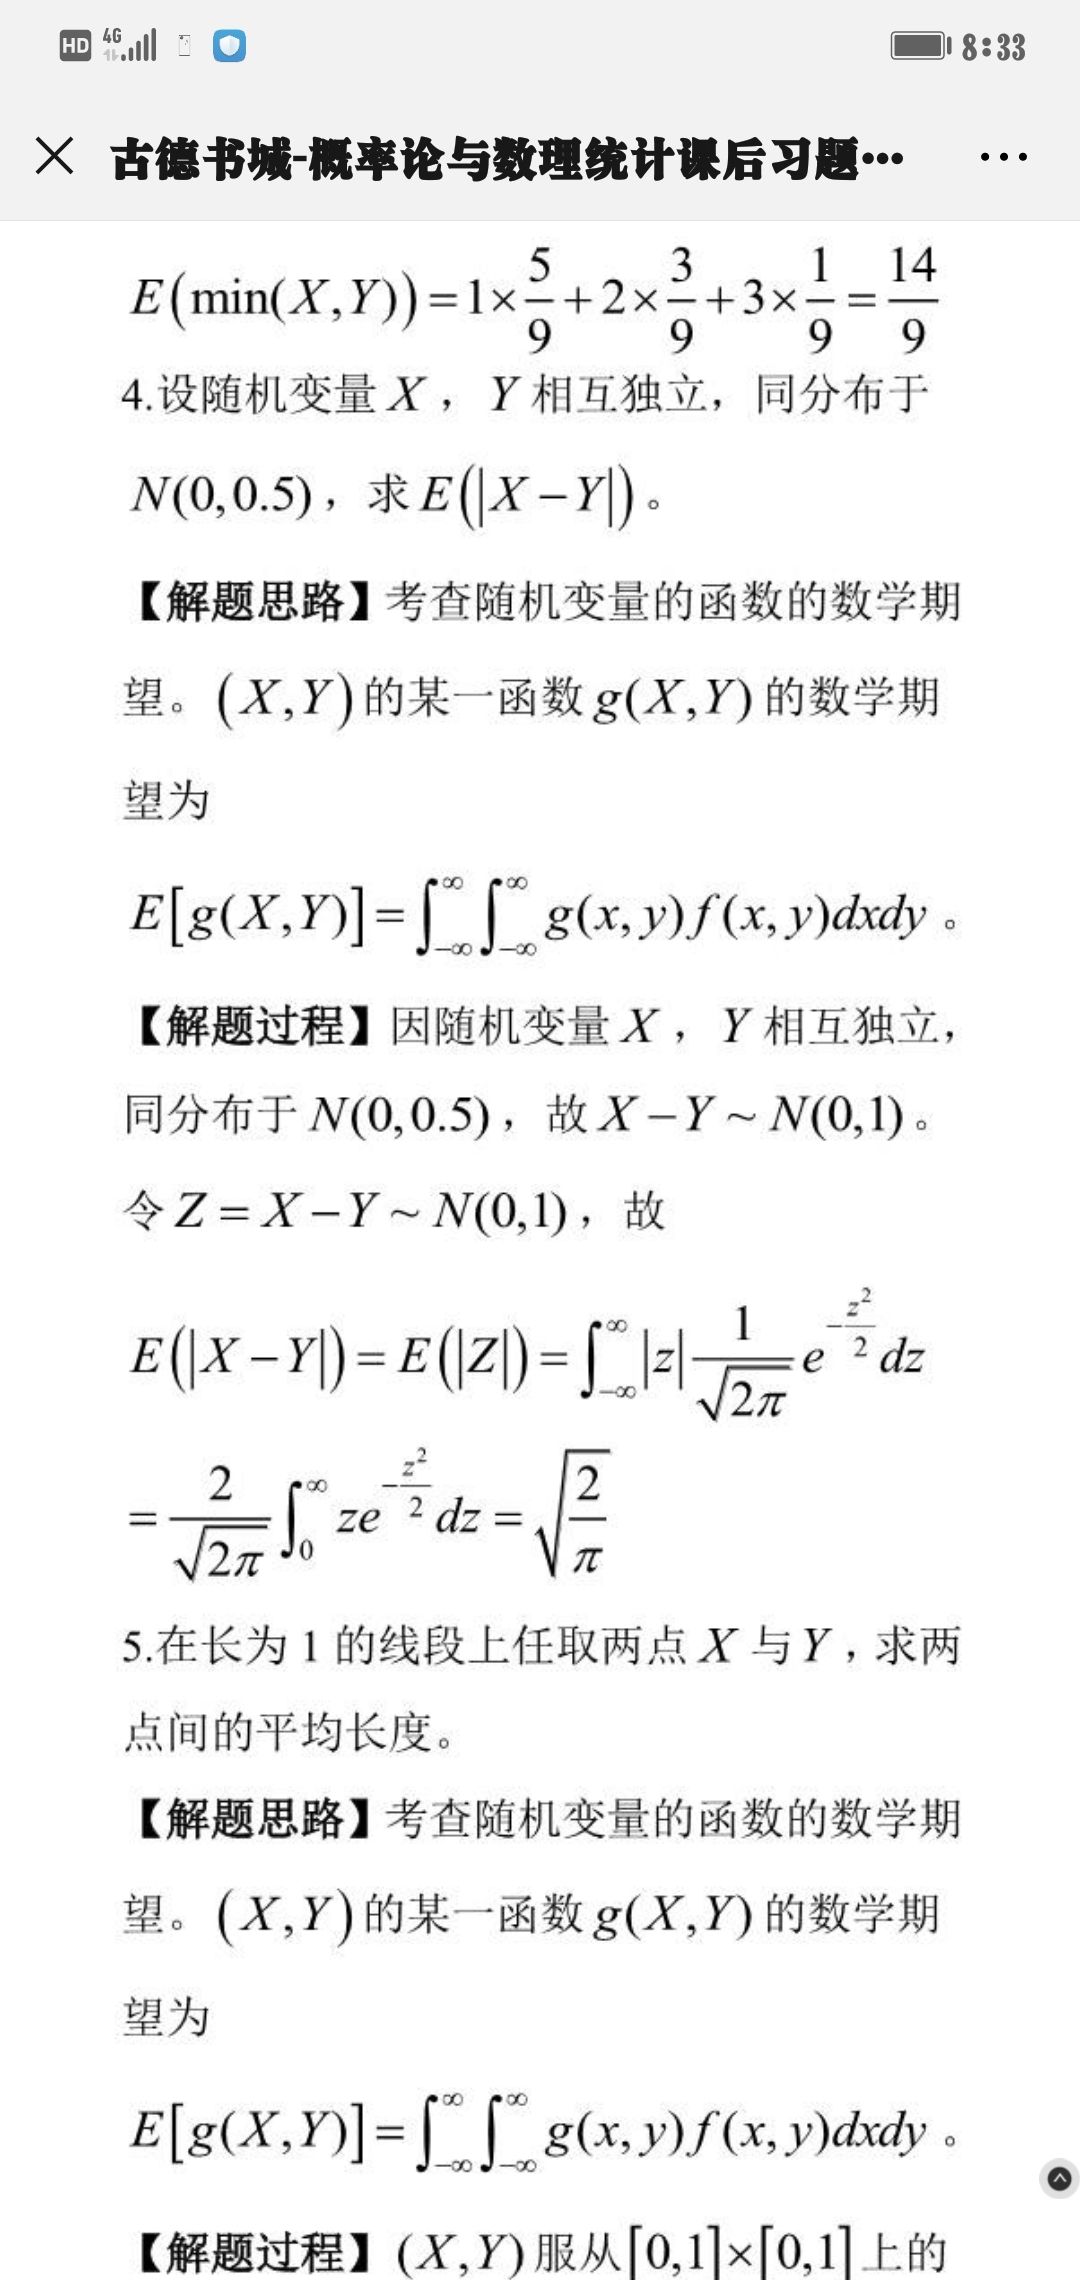 HD 4G 8:33
古德书城-概率论与数理统计课后习题•••
E(min(X,Y))=1×5/9+2×3/9+3×1/9=14/9
4.设随机变量 X ，Y 相互独立，同分布于
N(0,0.5)，求 E(|X−Y|)。
【解题思路】考查随机变量的函数的数学期
望。(X,Y)的某一函数 g(X,Y) 的数学期
望为
E[g(X,Y)]=∫_{−∞}^{∞}∫_{−∞}^{∞} g(x,y)f(x,y)dxdy 。
【解题过程】因随机变量 X ，Y 相互独立，
同分布于 N(0,0.5)，故 X−Y ~ N(0,1)。
令 Z = X−Y ~ N(0,1)，故
E(|X−Y|)=E(|Z|)=∫_{−∞}^{∞}|z| 1/√(2π) e^{−z²/2} dz
= 2/√(2π) ∫_0^∞ ze^{−z²/2} dz = √(2/π)
5.在长为 1 的线段上任取两点 X 与 Y ，求两
点间的平均长度。
【解题思路】考查随机变量的函数的数学期
望。(X,Y)的某一函数 g(X,Y) 的数学期
望为
E[g(X,Y)]=∫_{−∞}^{∞}∫_{−∞}^{∞} g(x,y)f(x,y)dxdy 。
【解题过程】(X,Y) 服从[0,1]×[0,1]上的